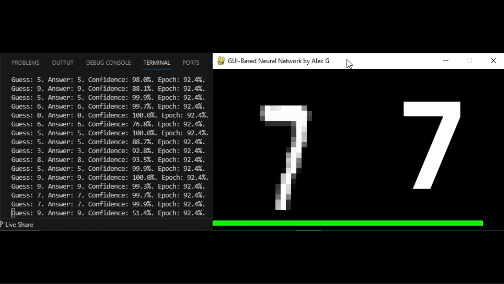 PROBLEMS OUTPUT DEBUG CONSOLE TERMINAL PORTS
Guess: 5. Answer: 5. Confidence: 98.0%. Epoch: 92.4%.
Guess: 9. Answer: 9. Confidence: 88.1%. Epoch: 92.4%.
Guess: 5. Answer: 5. Confidence: 99.9%. Epoch: 92.4%.
Guess: 6. Answer: 6. Confidence: 99.7%. Epoch: 92.4%.
Guess: 0. Answer: 0. Confidence: 100.0%. Epoch: 92.4%.
Guess: 6. Answer: 6. Confidence: 76.0%. Epoch: 92.4%.
Guess: 5. Answer: 5. Confidence: 100.0%. Epoch: 92.4%.
Guess: 5. Answer: 5. Confidence: 88.7%. Epoch: 92.4%.
Guess: 3. Answer: 3. Confidence: 92.8%. Epoch: 92.4%.
Guess: 8. Answer: 8. Confidence: 93.5%. Epoch: 92.4%.
Guess: 5. Answer: 5. Confidence: 99.9%. Epoch: 92.4%.
Guess: 9. Answer: 9. Confidence: 100.0%. Epoch: 92.4%.
Guess: 9. Answer: 9. Confidence: 99.3%. Epoch: 92.4%.
Guess: 7. Answer: 7. Confidence: 99.7%. Epoch: 92.4%.
Guess: 7. Answer: 7. Confidence: 99.9%. Epoch: 92.4%.
Guess: 9. Answer: 9. Confidence: 51.4%. Epoch: 92.4%.
Live Share
GUI-Based Neural Network by Alex G
7 7